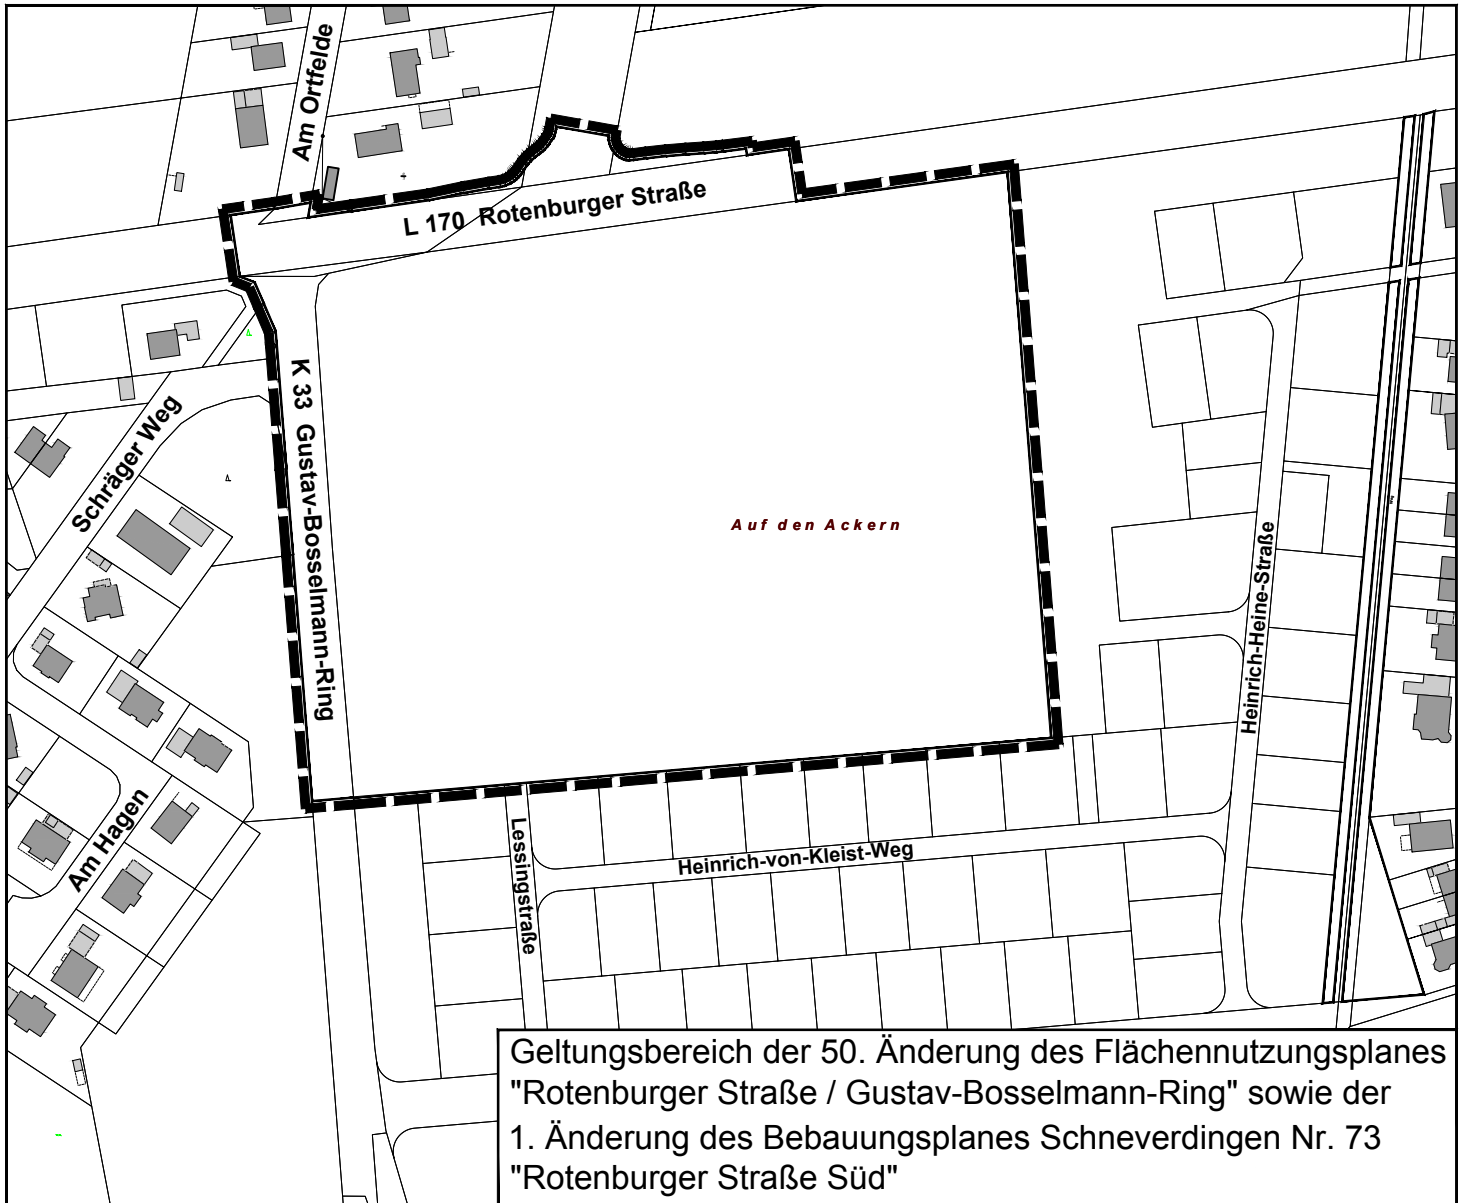 Am Ortfelde
L 170 Rotenburger Straße
K 33 Gustav-Bosselmann-Ring
Schräger Weg
Auf den Ackern
Heinrich-Heine-Straße
Am Hagen
Lessingstraße
Heinrich-von-Kleist-Weg
Geltungsbereich der 50. Änderung des Flächennutzungsplanes
"Rotenburger Straße / Gustav-Bosselmann-Ring" sowie der
1. Änderung des Bebauungsplanes Schneverdingen Nr. 73
"Rotenburger Straße Süd"